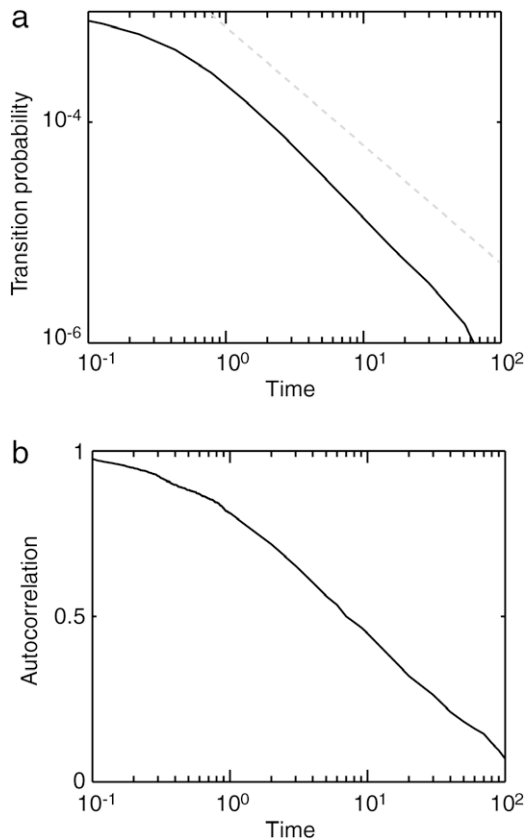 a
Transition probability
10⁻⁴
10⁻⁶
10⁻¹ 10⁰ 10¹ 10²
Time
b
Autocorrelation
1
0.5
0
10⁻¹ 10⁰ 10¹ 10²
Time